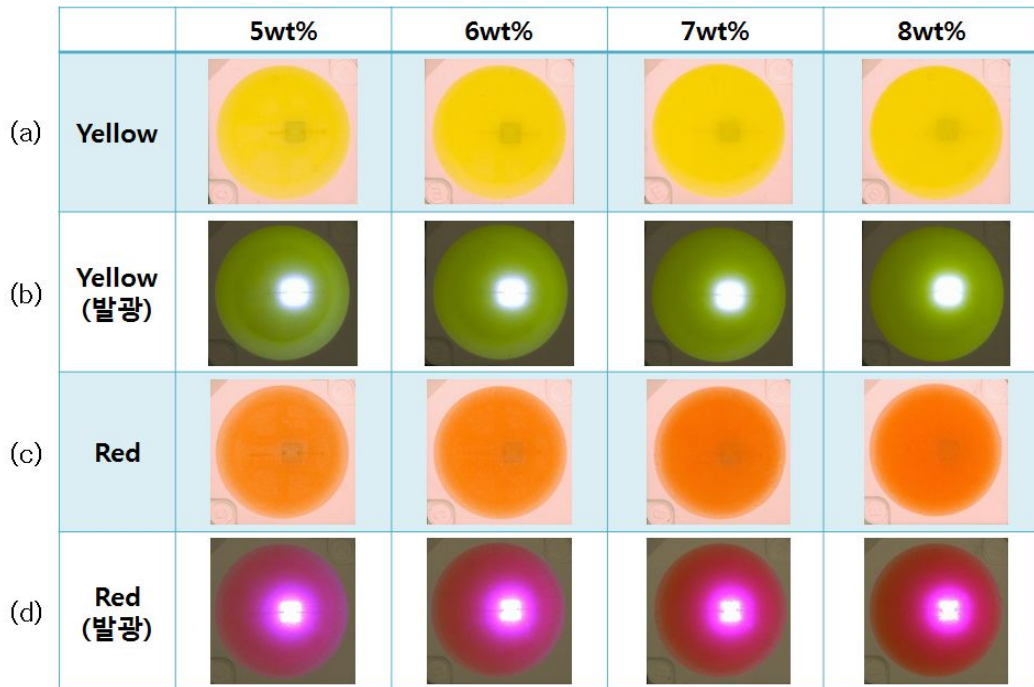 5wt% 6wt% 7wt% 8wt%
(a) Yellow
(b) Yellow
(발광)
(c) Red
(d) Red
(발광)